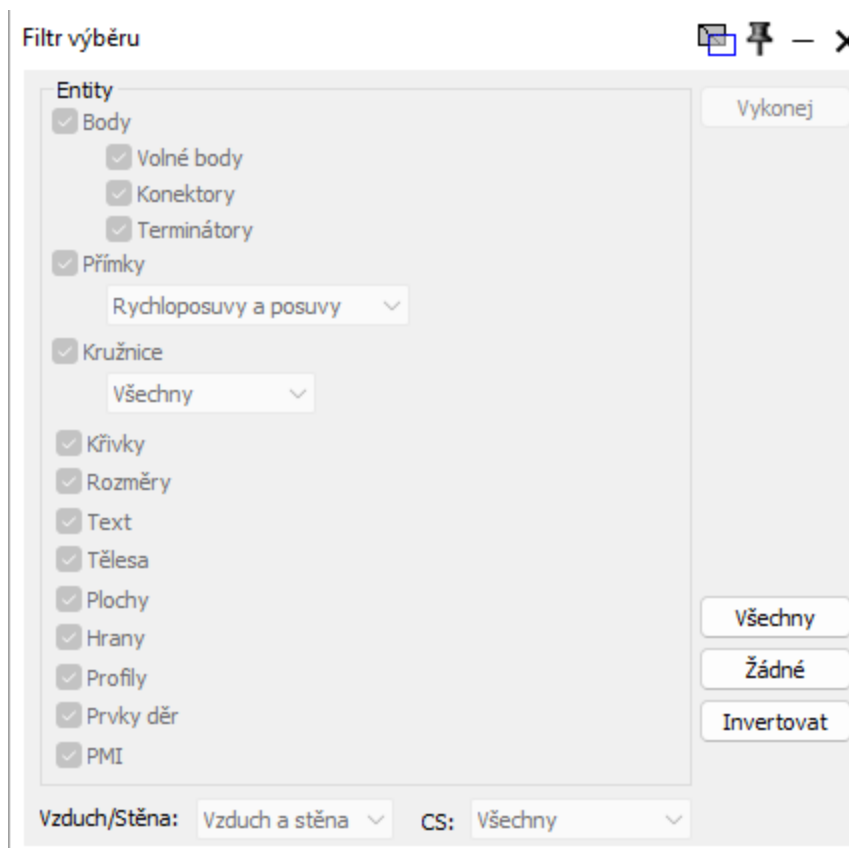 Filtr výběru
Entity
Vykonej
Body
Volné body
Konektory
Terminátory
Přímky
Rychloposuvy a posuvy
Kružnice
Všechny
Křivky
Rozměry
Text
Tělesa
Plochy
Všechny
Hrany
Žádné
Profily
Prvky děr
Invertovat
PMI
Vzduch/Stěna: Vzduch a stěna CS: Všechny